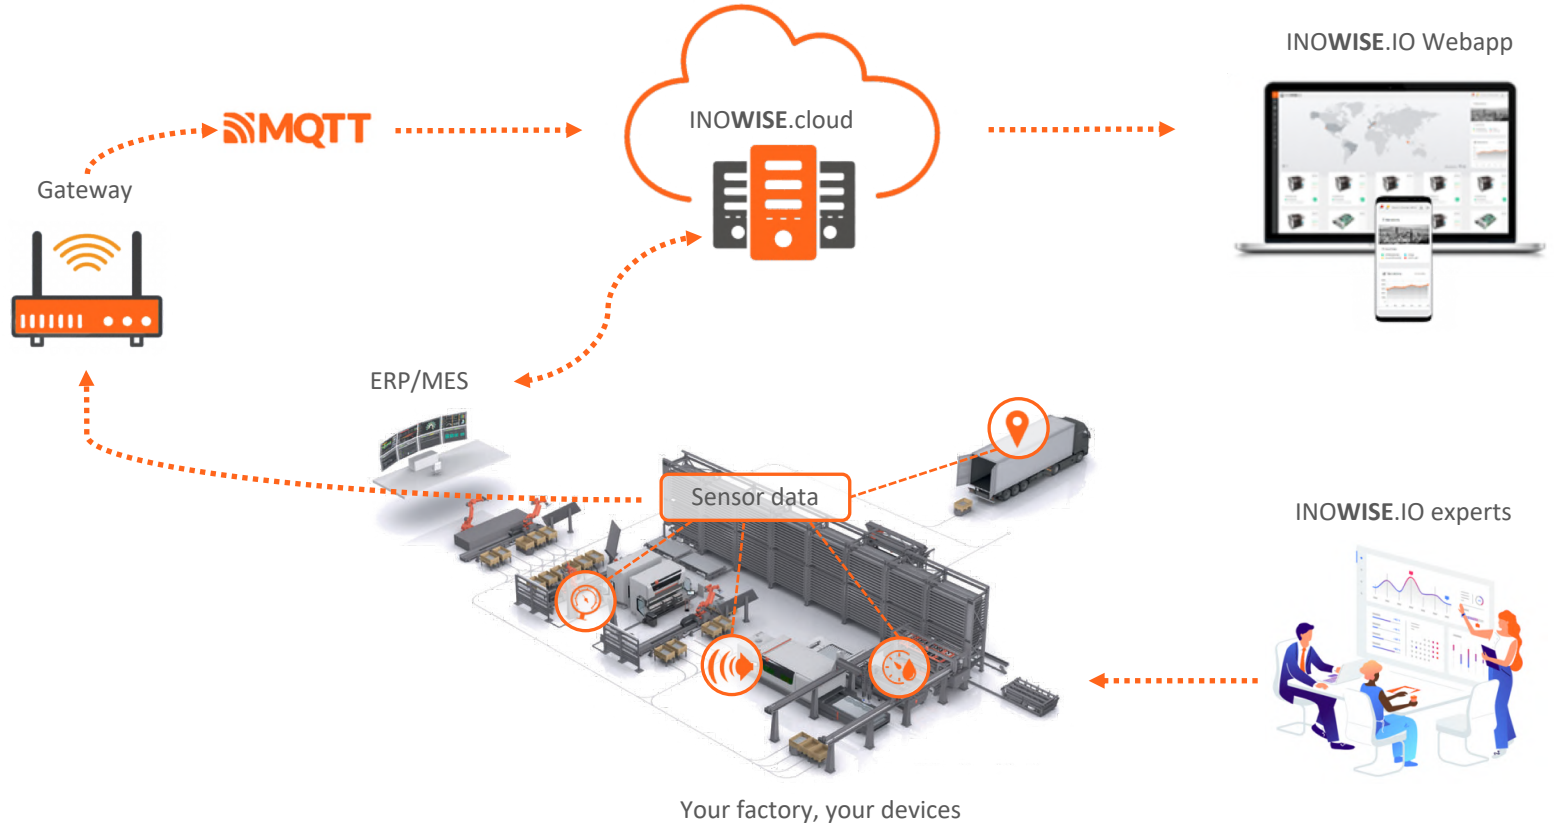 INOWISE.IO Webapp
INOWISE.cloud
MQTT
Gateway
ERP/MES
Sensor data
INOWISE.IO experts
Your factory, your devices